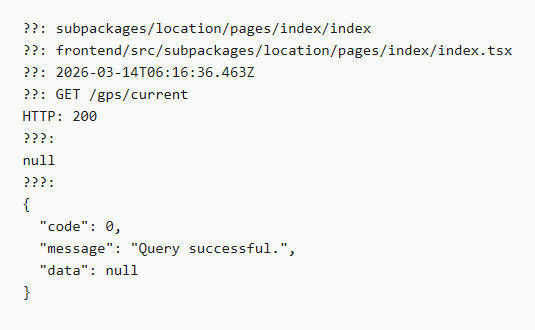 ??: subpackages/location/pages/index/index
??: frontend/src/subpackages/location/pages/index/index.tsx
??: 2026-03-14T06:16:36.463Z
??: GET /gps/current
HTTP: 200
???:
null
???:
{
  "code": 0,
  "message": "Query successful.",
  "data": null
}